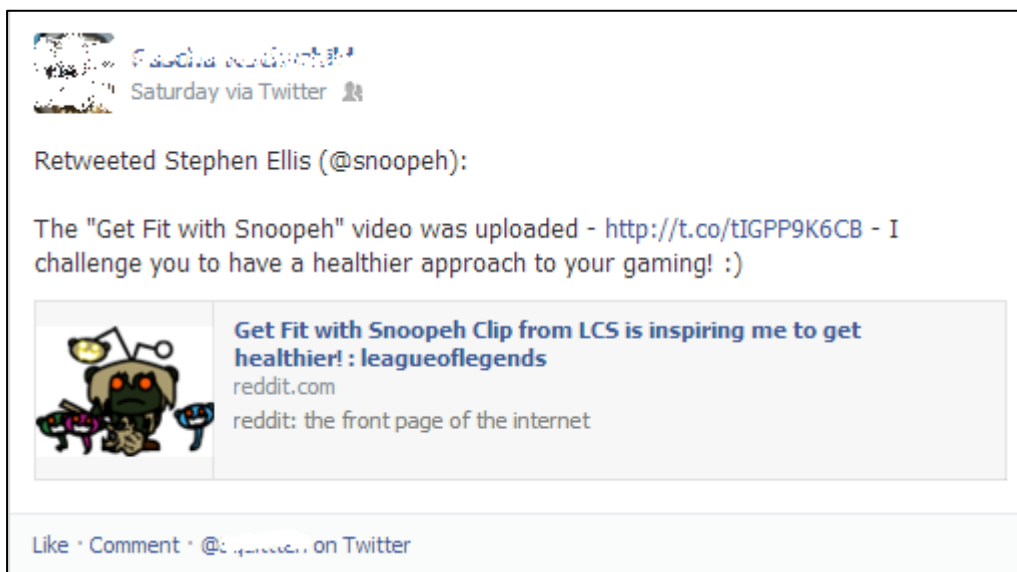 Saturday via Twitter
Retweeted Stephen Ellis (@snoopeh):
The "Get Fit with Snoopeh" video was uploaded - http://t.co/tIGPP9K6CB - I
challenge you to have a healthier approach to your gaming! :)
Get Fit with Snoopeh Clip from LCS is inspiring me to get
healthier! : leagueoflegends
reddit.com
reddit: the front page of the internet
Like · Comment · on Twitter